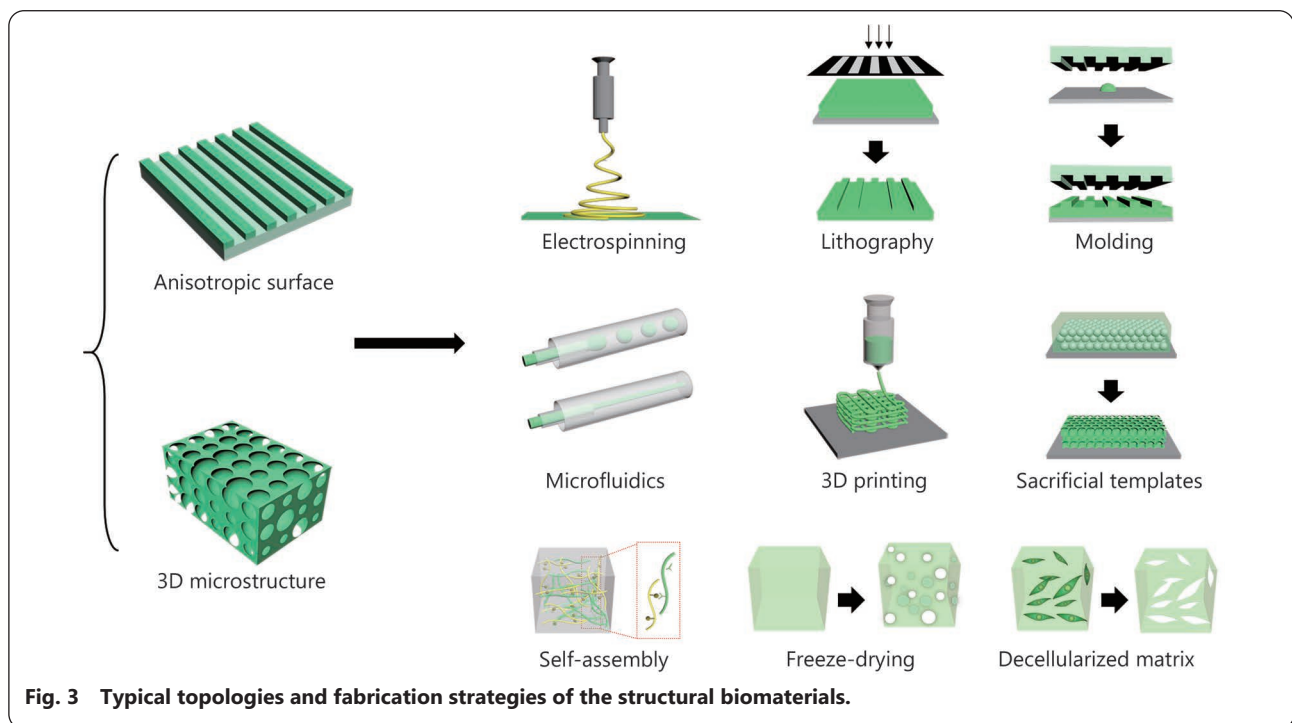 Anisotropic surface
3D microstructure
Electrospinning
Lithography
Molding
Microfluidics
3D printing
Sacrificial templates
Self-assembly
Freeze-drying
Decellularized matrix
Fig. 3 Typical topologies and fabrication strategies of the structural biomaterials.